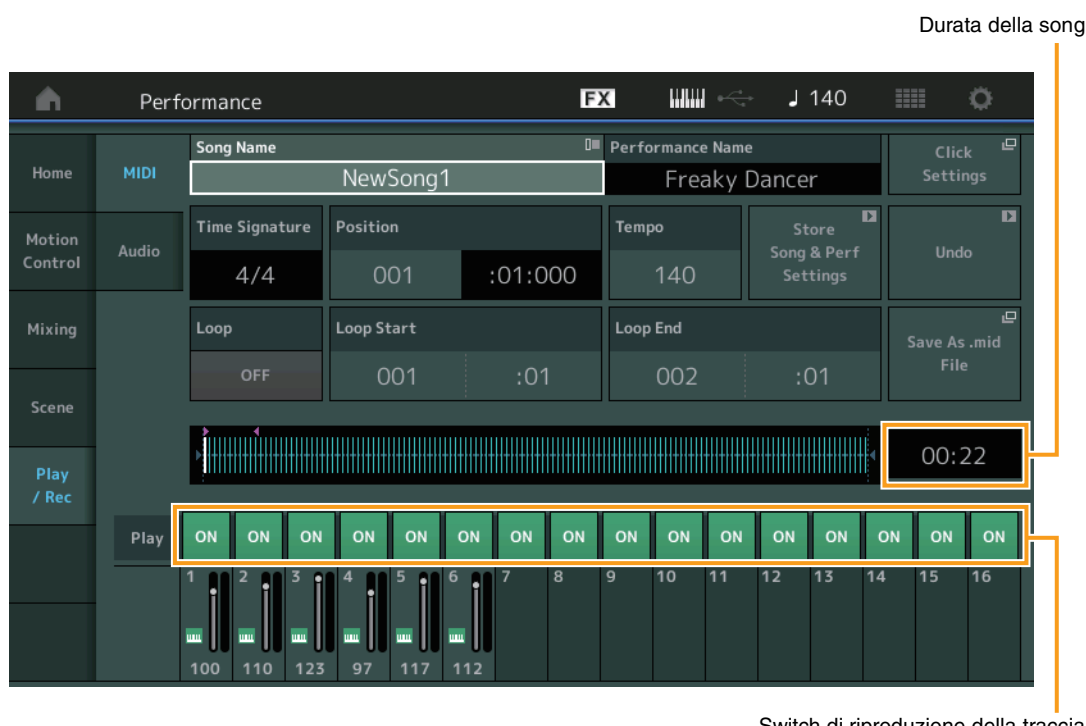 Durata della song
Performance
FX
140
Home
MIDI
Song Name
NewSong1
Performance Name
Freaky Dancer
Click
Settings
Motion
Control
Audio
Time Signature
4/4
Position
001
:01:000
Tempo
140
Store
Song & Perf
Settings
Undo
Mixing
Loop
OFF
Loop Start
001
:01
Loop End
002
:01
Save As .mid
File
Scene
Play
/ Rec
00:22
Play
ON ON ON ON ON ON ON ON ON ON ON ON ON ON ON ON
1 2 3 4 5 6 7 8 9 10 11 12 13 14 15 16
100 110 123 97 117 112
Switch di riproduzione della traccia